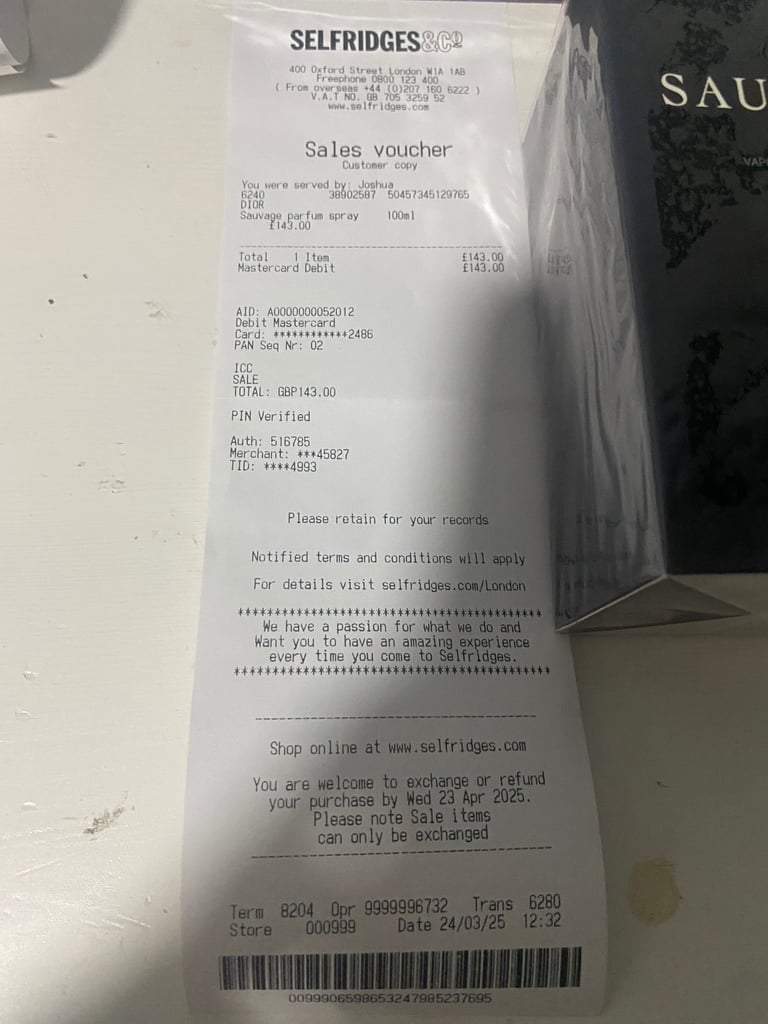 SELFRIDGES&Cº
400 Oxford Street London W1A 1AB
Freephone 0800 123 400
( From overseas +44 (0)207 160 6222 )
V.A.T NO. GB 705 3259 52
www.selfridges.com
Sales voucher
Customer copy
You were served by: Joshua
6240 38902587 50457345129765
DIOR
Sauvage parfum spray 100ml
£143.00
Total 1 Item £143.00
Mastercard Debit £143.00
AID: A0000000052012
Debit Mastercard
Card: ************2486
PAN Seq Nr: 02
ICC
SALE
TOTAL: GBP143.00
PIN Verified
Auth: 516785
Merchant: ***45827
TID: ****4993
Please retain for your records
Notified terms and conditions will apply
For details visit selfridges.com/London
****************************************
We have a passion for what we do and
Want you to have an amazing experience
every time you come to Selfridges.
****************************************
Shop online at www.selfridges.com
You are welcome to exchange or refund
your purchase by Wed 23 Apr 2025.
Please note Sale items
can only be exchanged
Term 8204 Opr 9999996732 Trans 6280
Store 000999 Date 24/03/25 12:32
0099906598653247985237695
SAU
VAP